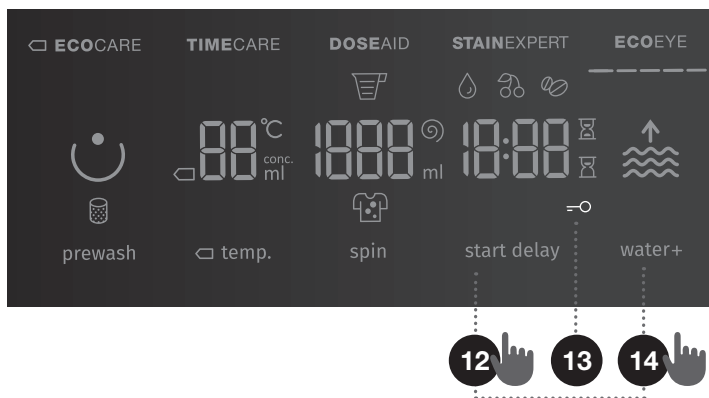 ECOCARE TIMECARE DOSEAID STAINEXPERT ECOEYE
88 °C conc. ml 1888 ml 18:88
prewash temp. spin start delay water+
12 13 14